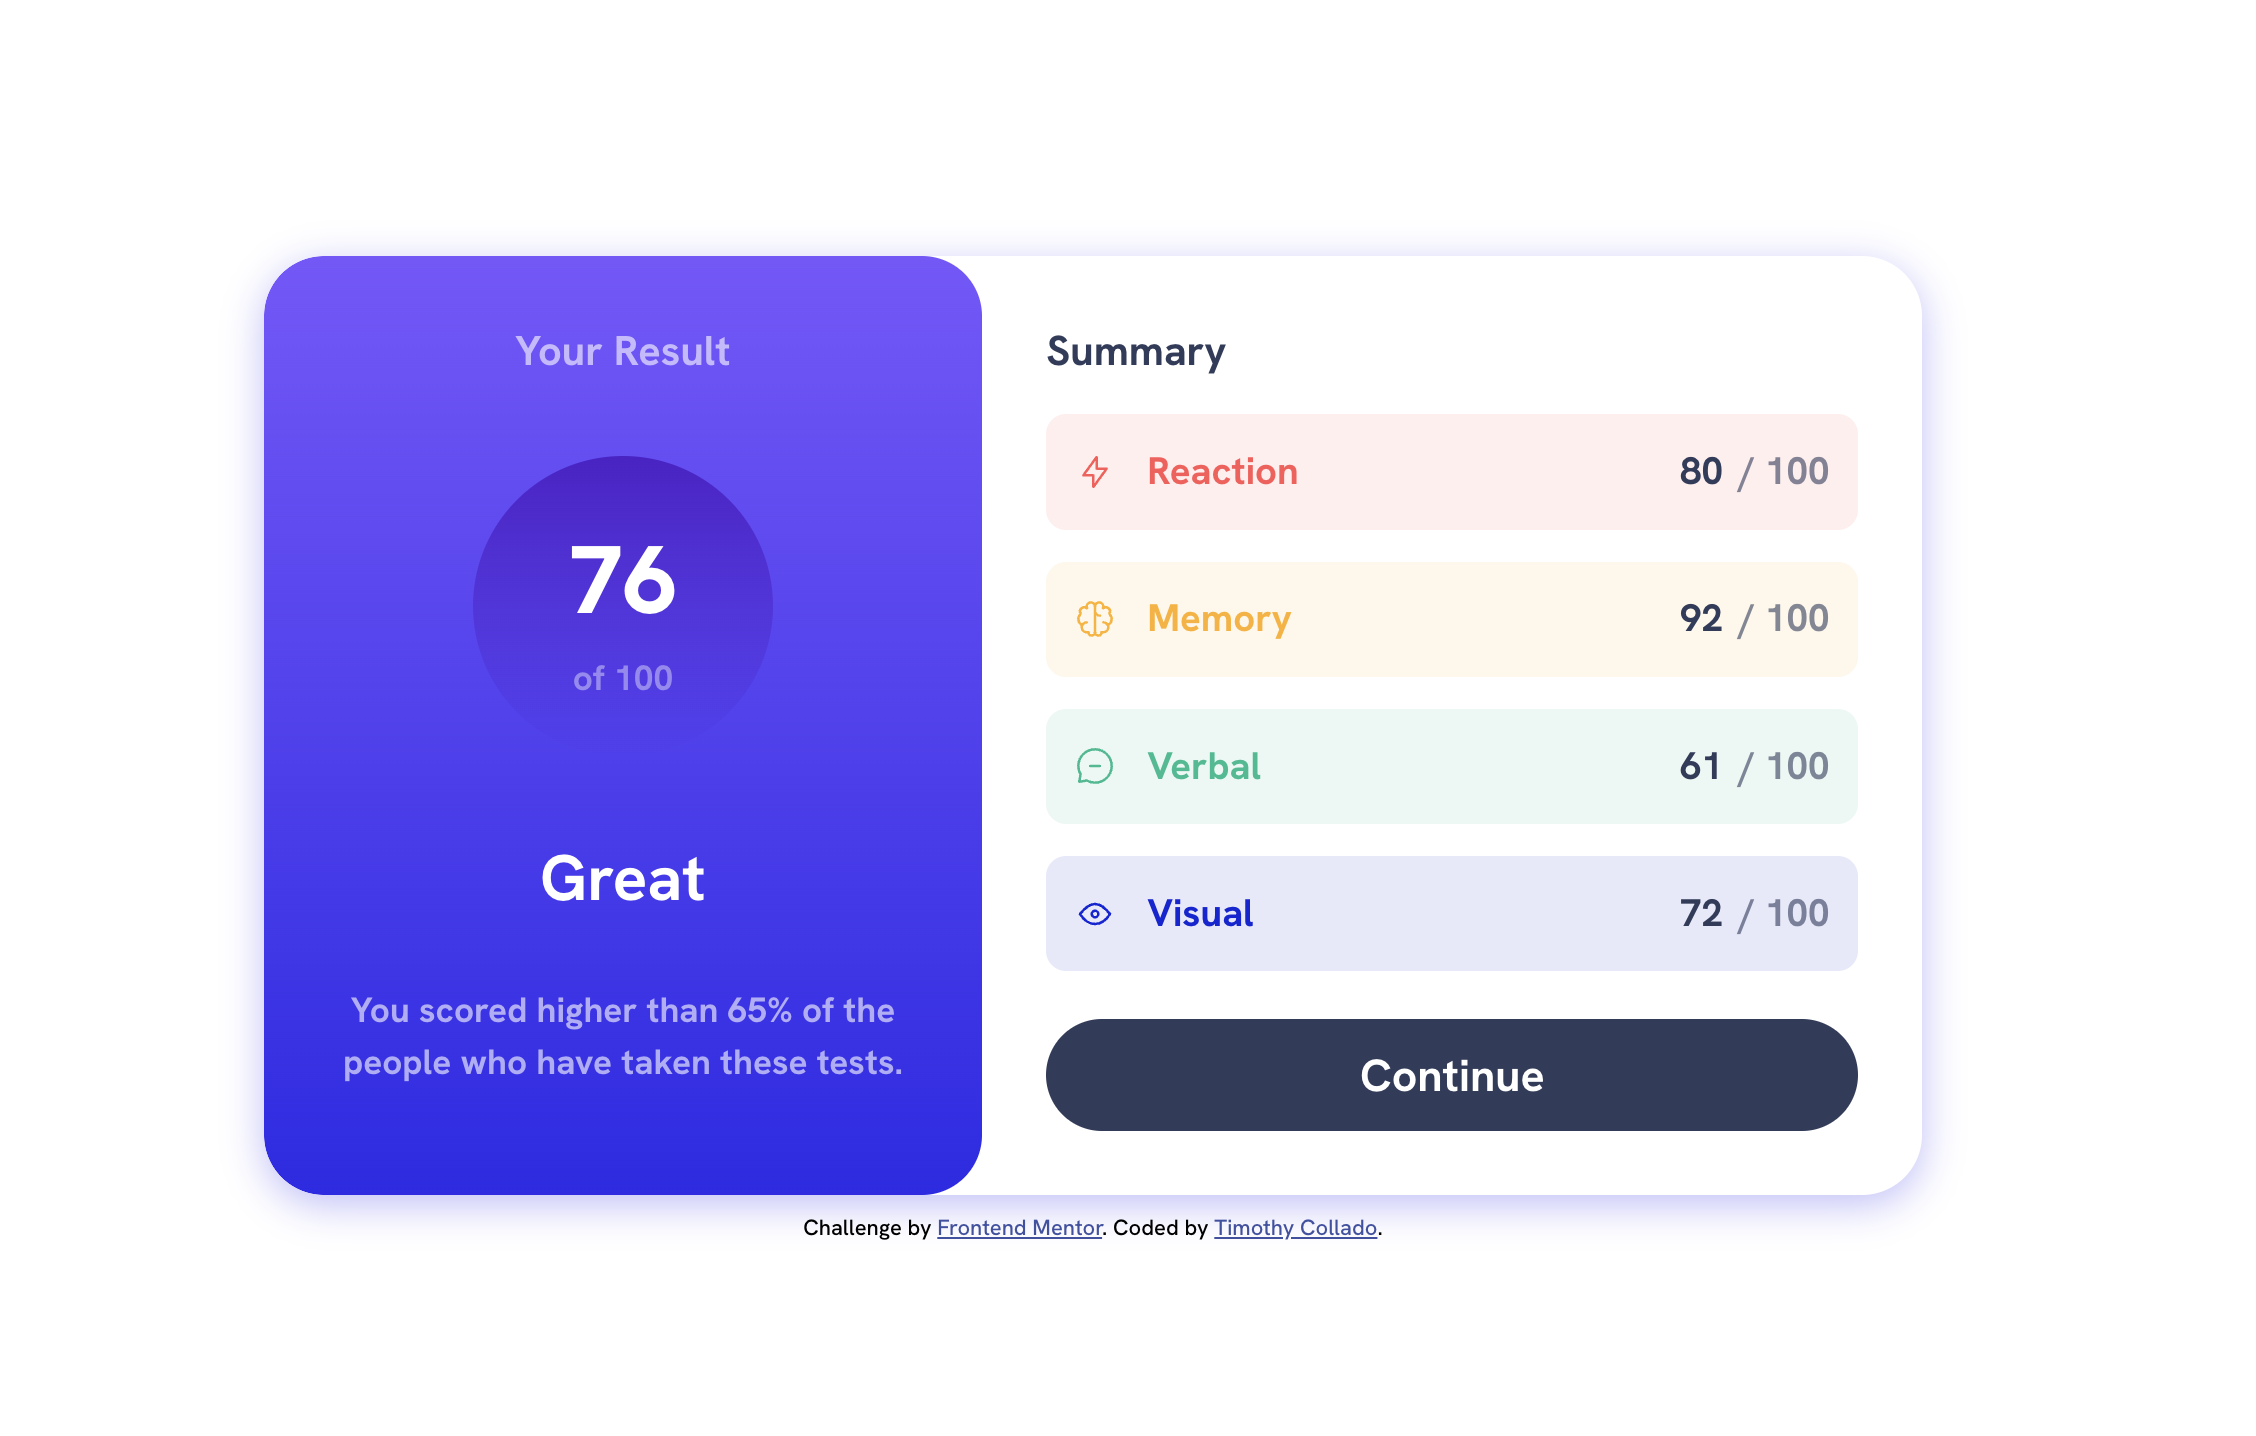 Your Result
76
of 100
Great
You scored higher than 65% of the
people who have taken these tests.
Summary
Reaction 80 / 100
Memory 92 / 100
Verbal 61 / 100
Visual 72 / 100
Continue
Challenge by Frontend Mentor. Coded by Timothy Collado.